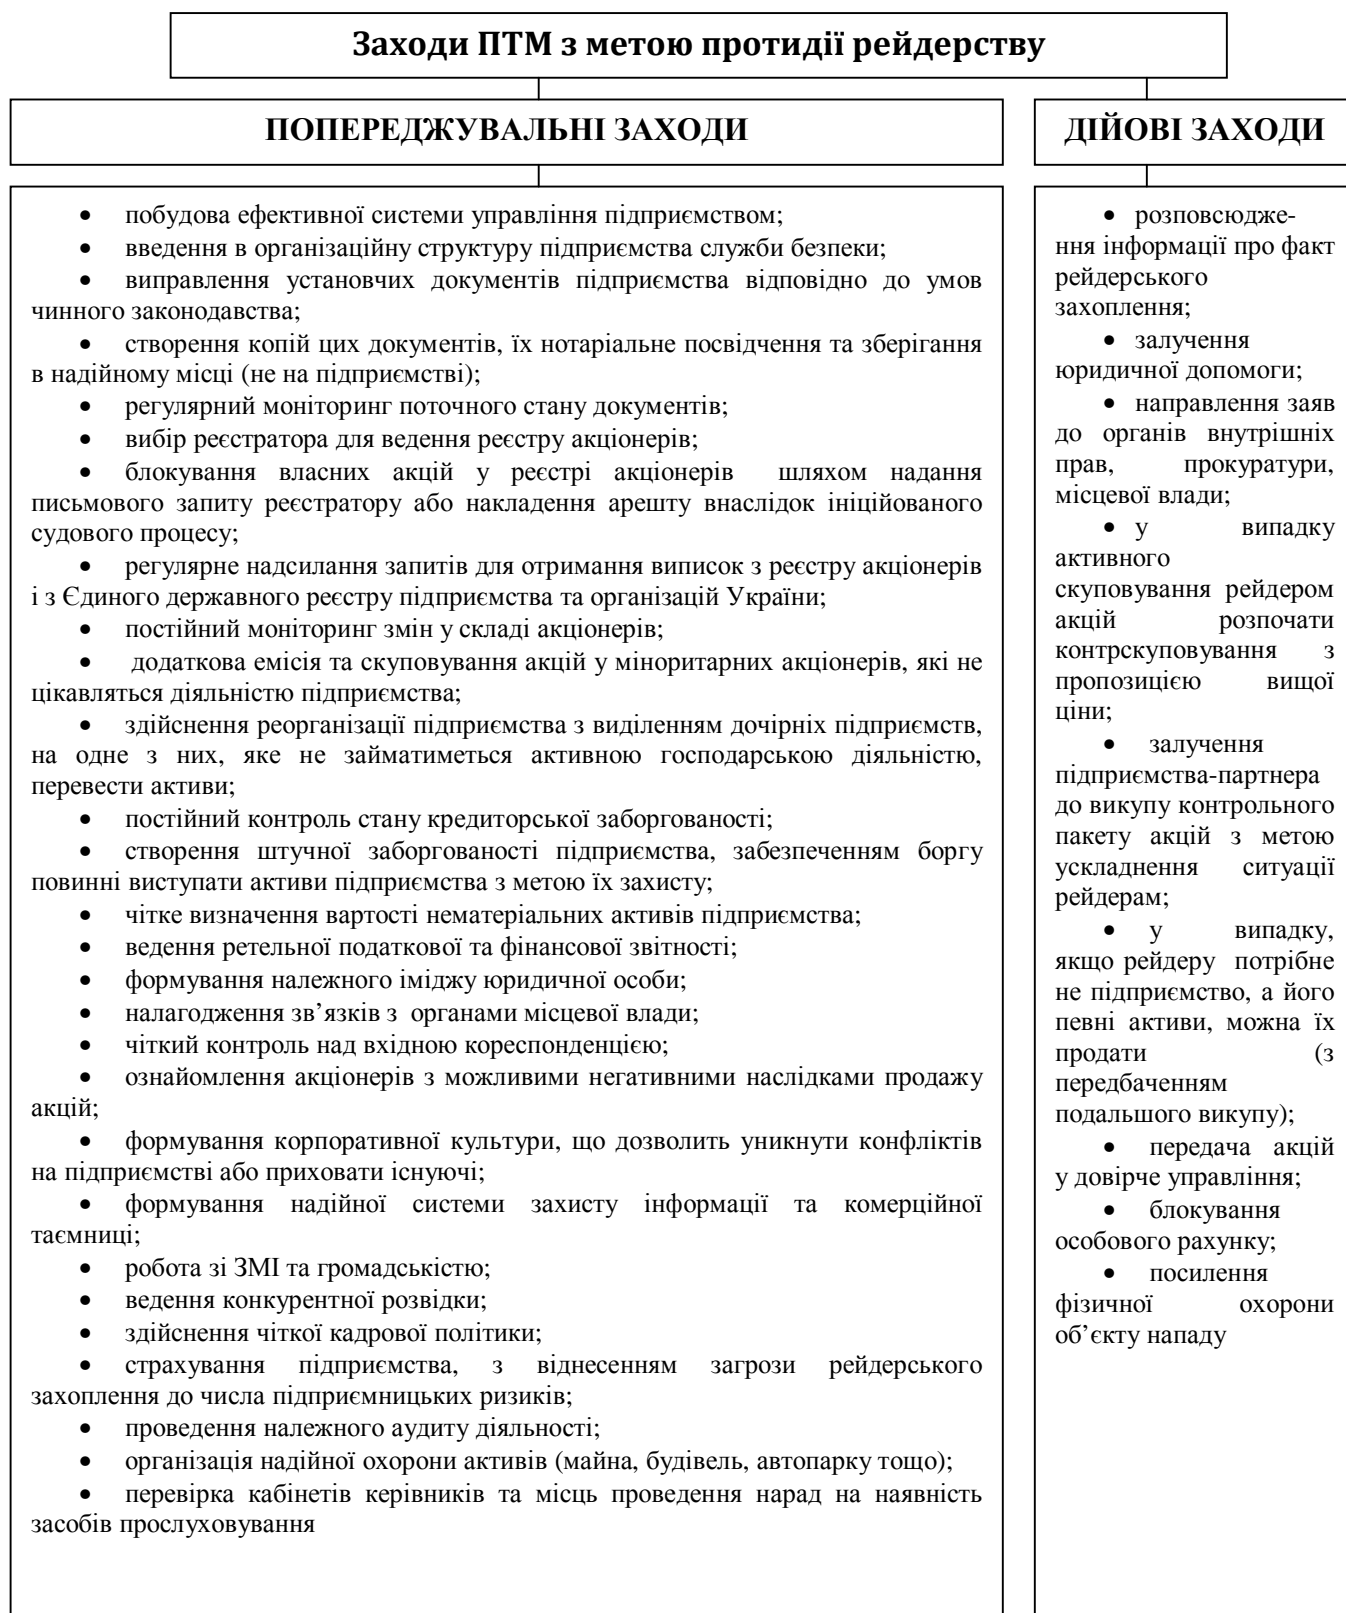 Заходи ПТМ з метою протидії рейдерству
ПОПЕРЕДЖУВАЛЬНІ ЗАХОДИ
• побудова ефективної системи управління підприємством;
• введення в організаційну структуру підприємства служби безпеки;
• виправлення установчих документів підприємства відповідно до умов
чинного законодавства;
• створення копій цих документів, їх нотаріальне посвідчення та зберігання
в надійному місці (не на підприємстві);
• регулярний моніторинг поточного стану документів;
• вибір реєстратора для ведення реєстру акціонерів;
• блокування власних акцій у реєстрі акціонерів шляхом надання
письмового запиту реєстратору або накладення арешту внаслідок ініційованого
судового процесу;
• регулярне надсилання запитів для отримання виписок з реєстру акціонерів
і з Єдиного державного реєстру підприємства та організацій України;
• постійний моніторинг змін у складі акціонерів;
• додаткова емісія та скуповування акцій у міноритарних акціонерів, які не
цікавляться діяльністю підприємства;
• здійснення реорганізації підприємства з виділенням дочірніх підприємств,
на одне з них, яке не займатиметься активною господарською діяльністю,
перевести активи;
• постійний контроль стану кредиторської заборгованості;
• створення штучної заборгованості підприємства, забезпеченням боргу
повинні виступати активи підприємства з метою їх захисту;
• чітке визначення вартості нематеріальних активів підприємства;
• ведення ретельної податкової та фінансової звітності;
• формування належного іміджу юридичної особи;
• налагодження зв’язків з органами місцевої влади;
• чіткий контроль над вхідною кореспонденцією;
• ознайомлення акціонерів з можливими негативними наслідками продажу
акцій;
• формування корпоративної культури, що дозволить уникнути конфліктів
на підприємстві або приховати існуючі;
• формування надійної системи захисту інформації та комерційної
таємниці;
• робота зі ЗМІ та громадськістю;
• ведення конкурентної розвідки;
• здійснення чіткої кадрової політики;
• страхування підприємства, з віднесенням загрози рейдерського
захоплення до числа підприємницьких ризиків;
• проведення належного аудиту діяльності;
• організація надійної охорони активів (майна, будівель, автопарку тощо);
• перевірка кабінетів керівників та місць проведення нарад на наявність
засобів прослуховування
ДІЙОВІ ЗАХОДИ
• розповсюдже-
ння інформації про факт
рейдерського
захоплення;
• залучення
юридичної допомоги;
• направлення заяв
до органів внутрішніх
прав, прокуратури,
місцевої влади;
• у випадку
активного
скуповування рейдером
акцій розпочати
контрскуповування з
пропозицією вищої
ціни;
• залучення
підприємства-партнера
до викупу контрольного
пакету акцій з метою
ускладнення ситуації
рейдерам;
• у випадку,
якщо рейдеру потрібне
не підприємство, а його
певні активи, можна їх
продати (з
передбаченням
подальшого викупу);
• передача акцій
у довірче управління;
• блокування
особового рахунку;
• посилення
фізичної охорони
об’єкту нападу